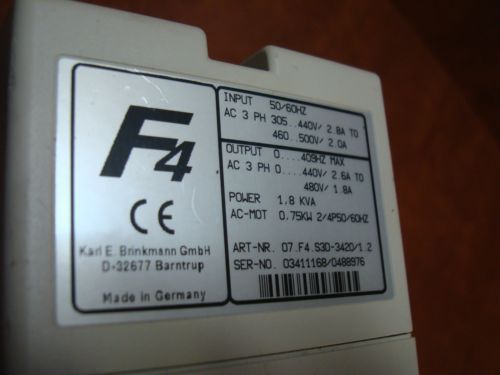 F4
CE
Karl E. Brinkmann GmbH
D-32677 Barntrup
Made in Germany
INPUT 50/60HZ
AC 3 PH 305..440V/ 2.8A TO
460..500V/ 2.0A
OUTPUT 0....409HZ MAX
AC 3 PH 0....440V/ 2.6A TO
480V/ 1.8A
POWER 1,8 KVA
AC-MOT 0.75KW 2/4P50/60HZ
ART-NR. 07.F4.S3D-3420/1.2
SER-NO. 03411168/0488976